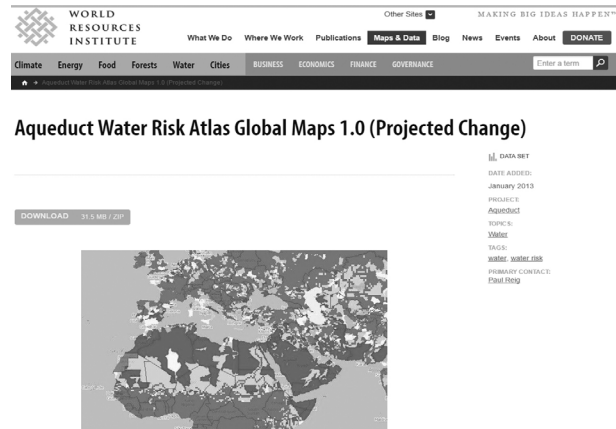 WORLD
RESOURCES
INSTITUTE
Other Sites
MAKING BIG IDEAS HAPPEN™
What We Do Where We Work Publications Maps & Data Blog News Events About DONATE
Climate Energy Food Forests Water Cities BUSINESS ECONOMICS FINANCE GOVERNANCE Enter a term
Aqueduct Water Risk Atlas Global Maps 1.0 (Projected Change)
Aqueduct Water Risk Atlas Global Maps 1.0 (Projected Change)
DATA SET
DATE ADDED:
January 2013
PROJECT:
Aqueduct
TOPICS:
Water
TAGS:
water, water risk
PRIMARY CONTACT:
Paul Reig
DOWNLOAD 31.5 MB / ZIP